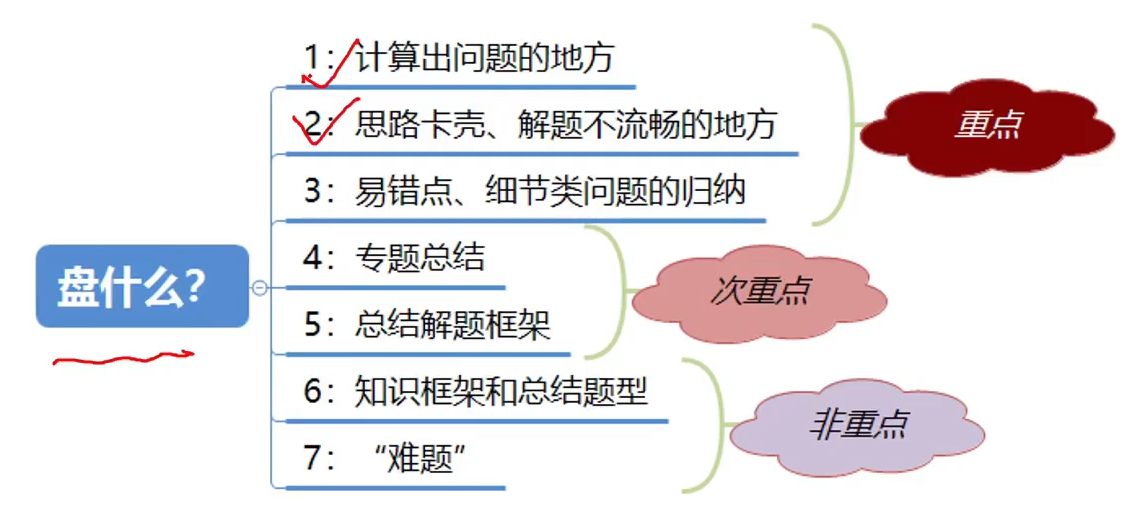 1：计算出问题的地方
2：思路卡壳、解题不流畅的地方
3：易错点、细节类问题的归纳
重点
盘什么？
4：专题总结
5：总结解题框架
次重点
6：知识框架和总结题型
7：“难题”
非重点